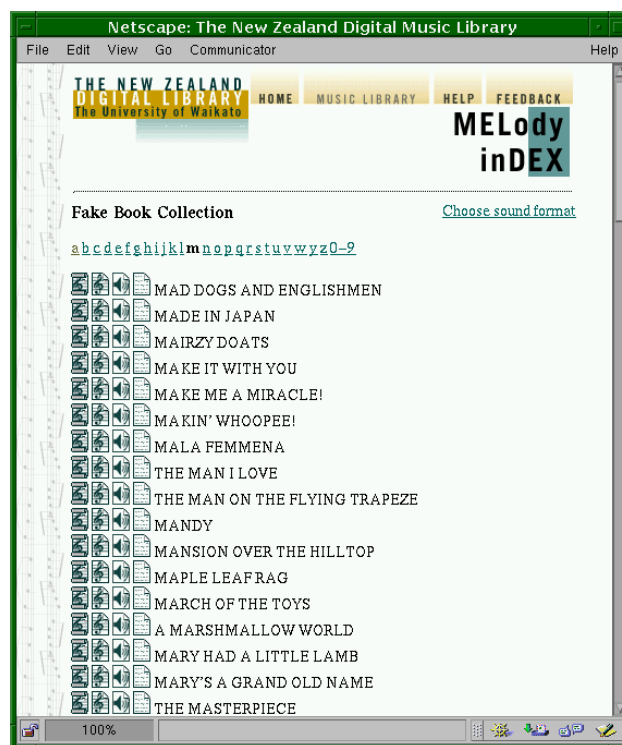 Netscape: The New Zealand Digital Music Library
File Edit View Go Communicator Help
THE NEW ZEALAND
DIGITAL LIBRARY
The University of Waikato
HOME MUSIC LIBRARY HELP FEEDBACK
MELody
inDEX
Fake Book Collection Choose sound format
a b c d e f g h i j k l m n o p q r s t u v w y z 0-9
MAD DOGS AND ENGLISHMEN
MADE IN JAPAN
MAIRZY DOATS
MAKE IT WITH YOU
MAKE ME A MIRACLE!
MAKIN' WHOOPEE!
MALA FEMMENA
THE MAN I LOVE
THE MAN ON THE FLYING TRAPEZE
MANDY
MANSION OVER THE HILLTOP
MAPLE LEAF RAG
MARCH OF THE TOYS
A MARSHMALLOW WORLD
MARY HAD A LITTLE LAMB
MARY'S A GRAND OLD NAME
THE MASTERPIECE
100%